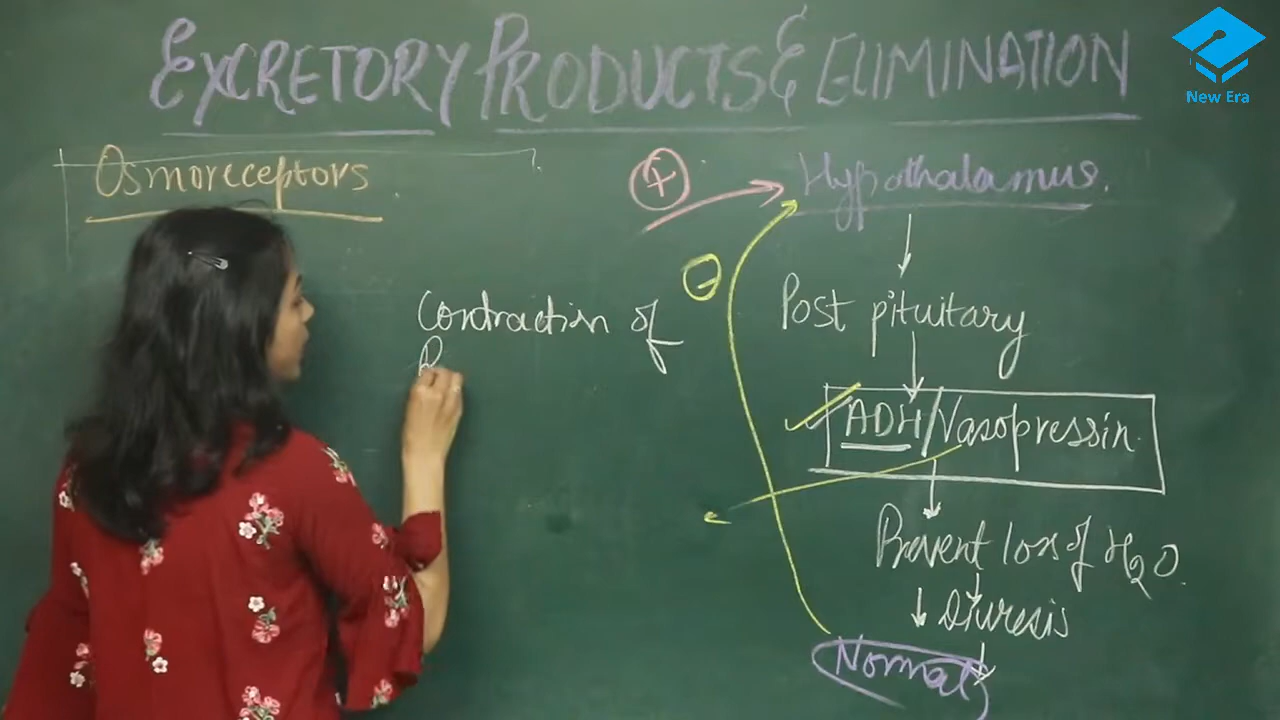 EXCRETORY PRODUCTS & ELIMINATION
New Era
Osmoreceptors
+
Hypothalamus.
-
Contraction of
Post pituitary
ADH/Vasopressin
Prevent loss of H2O.
↓ Diuresis
Normal